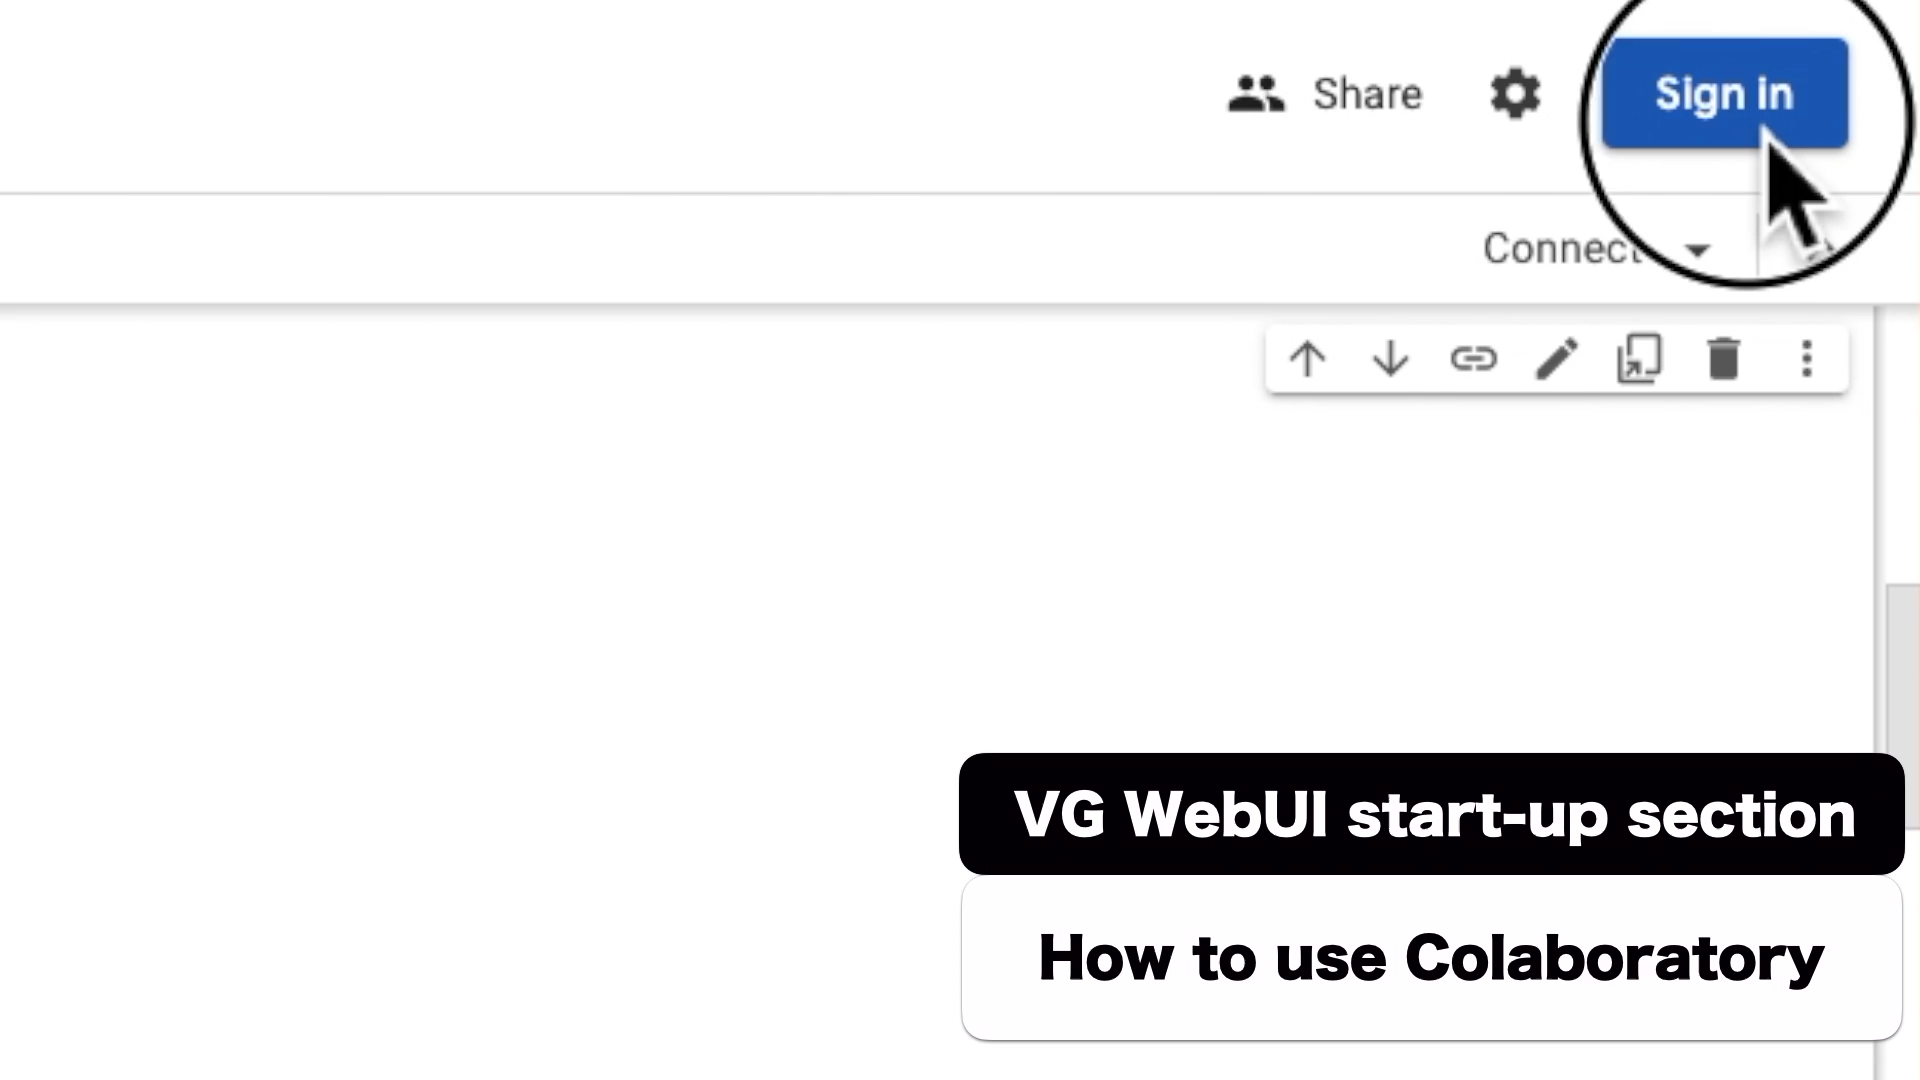 Share
Sign in
Connect
VG WebUI start-up section
How to use Colaboratory